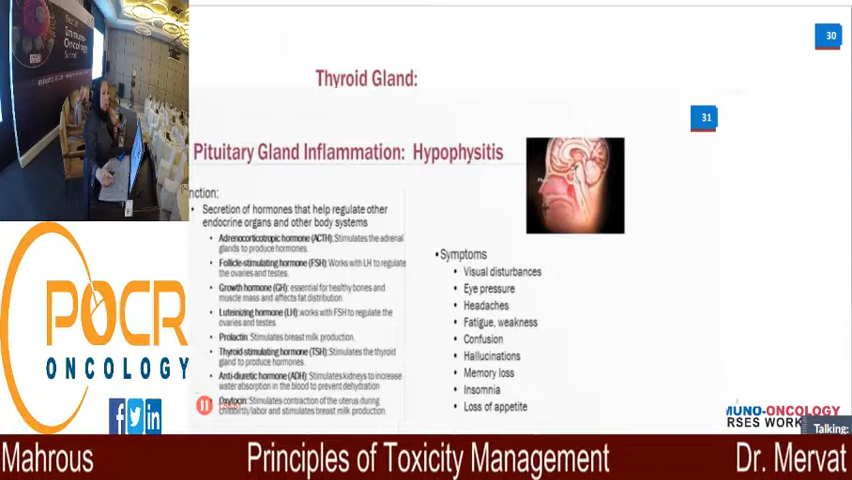 Immuno-
Oncology
Summit
30
Thyroid Gland:
31
Pituitary Gland Inflammation: Hypophysitis
nction:
• Secretion of hormones that help regulate other
endocrine organs and other body systems
• Adrenocorticotropic hormone (ACTH): Stimulates the adrenal
glands to produce hormones.
• Follicle-stimulating hormone (FSH): Works with LH to regulate
the ovaries and testes.
• Growth hormone (GH): essential for healthy bones and
muscle mass and affects fat distribution.
• Luteinizing hormone (LH): works with FSH to regulate the
ovaries and testes.
• Prolactin: Stimulates breast milk production.
• Thyroid-stimulating hormone (TSH): Stimulates the thyroid
gland to produce hormones.
• Anti-diuretic hormone (ADH): Stimulates kidneys to increase
water absorption in the blood to prevent dehydration
• Oxytocin: Stimulates contraction of the uterus during
childbirth/labor and stimulates breast milk production.
• Symptoms
• Visual disturbances
• Eye pressure
• Headaches
• Fatigue, weakness
• Confusion
• Hallucinations
• Memory loss
• Insomnia
• Loss of appetite
POCR
ONCOLOGY
MUNO-ONCOLOGY
RSES WORK
Talking:
Mahrous Principles of Toxicity Management Dr. Mervat